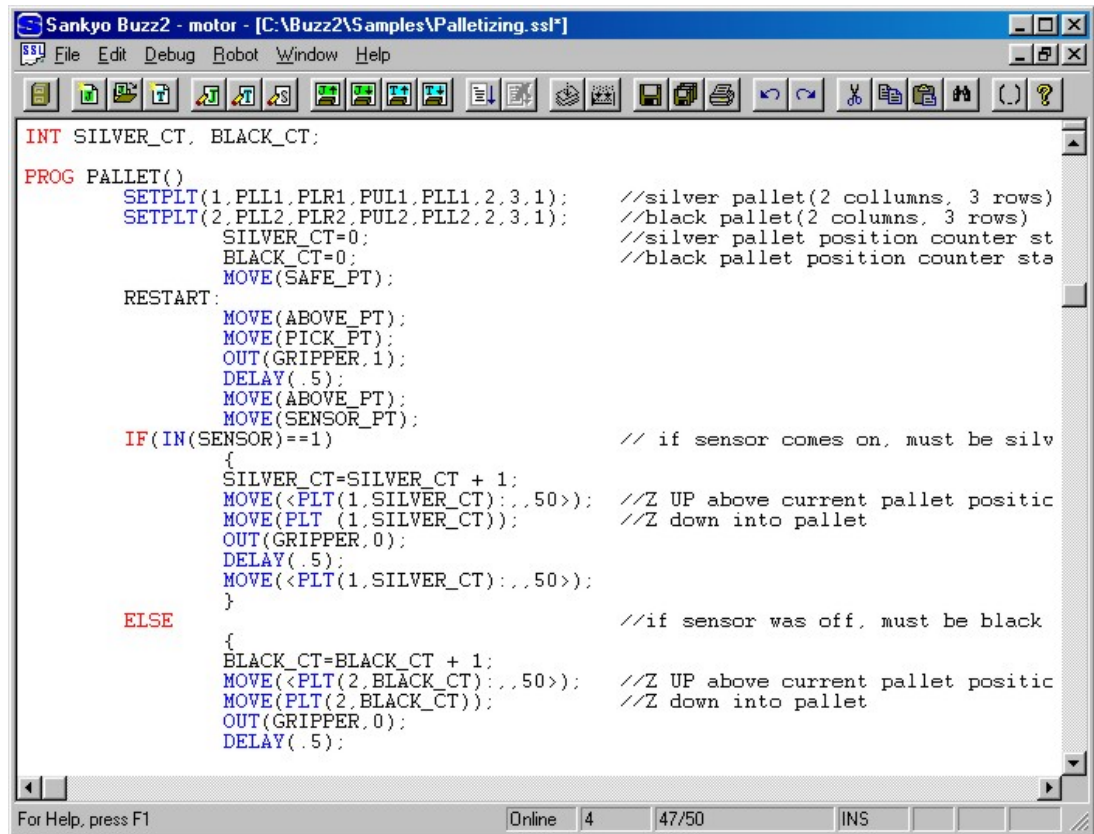 Sankyo Buzz2 - motor - [C:\Buzz2\Samples\Palletizing.ssl*]
File Edit Debug Robot Window Help
INT SILVER_CT, BLACK_CT;
PROG PALLET()
SETPLT(1,PLL1,PLR1,PUL1,PLL1,2,3,1); //silver pallet(2 collumns, 3 rows)
SETPLT(2,PLL2,PLR2,PUL2,PLL2,2,3,1); //black pallet(2 columns, 3 rows)
SILVER_CT=0; //silver pallet position counter st
BLACK_CT=0; //black pallet position counter sta
MOVE(SAFE_PT);
RESTART:
MOVE(ABOVE_PT);
MOVE(PICK_PT);
OUT(GRIPPER,1);
DELAY(.5);
MOVE(ABOVE_PT);
MOVE(SENSOR_PT);
IF(IN(SENSOR)==1) // if sensor comes on, must be silv
{
SILVER_CT=SILVER_CT + 1;
MOVE(<PLT(1,SILVER_CT):,,50>); //Z UP above current pallet positic
MOVE(PLT (1,SILVER_CT)); //Z down into pallet
OUT(GRIPPER,0);
DELAY(.5);
MOVE(<PLT(1,SILVER_CT):,,50>);
}
ELSE //if sensor was off, must be black
{
BLACK_CT=BLACK_CT + 1;
MOVE(<PLT(2,BLACK_CT):,,50>); //Z UP above current pallet positic
MOVE(PLT(2,BLACK_CT)); //Z down into pallet
OUT(GRIPPER,0);
DELAY(.5);
For Help, press F1 Online 4 47/50 INS